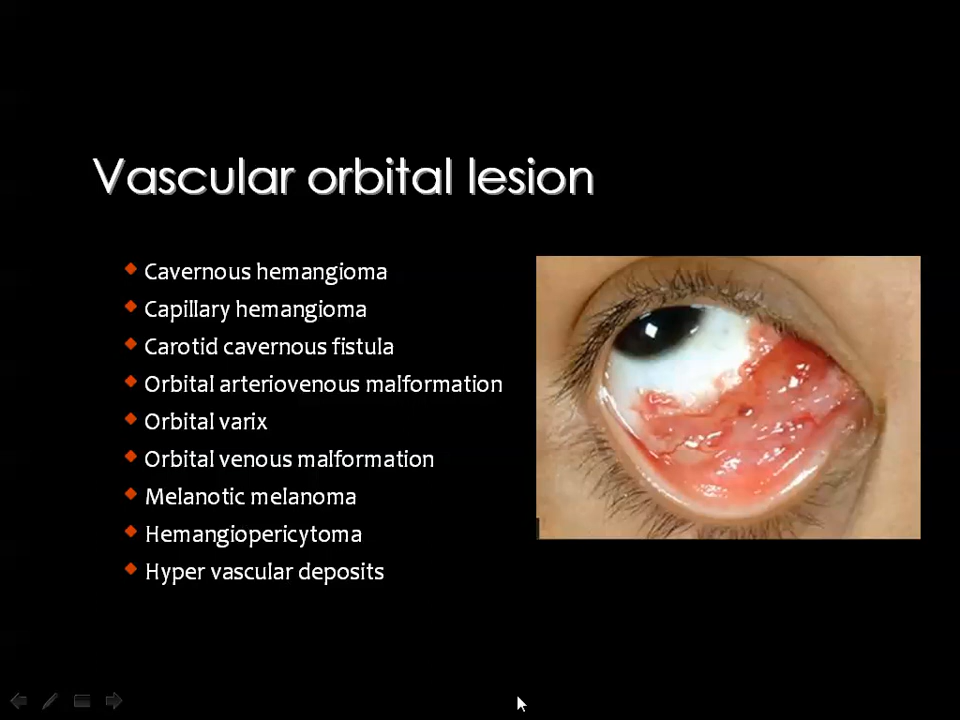 Vascular orbital lesion
Cavernous hemangioma
Capillary hemangioma
Carotid cavernous fistula
Orbital arteriovenous malformation
Orbital varix
Orbital venous malformation
Melanotic melanoma
Hemangiopericytoma
Hyper vascular deposits